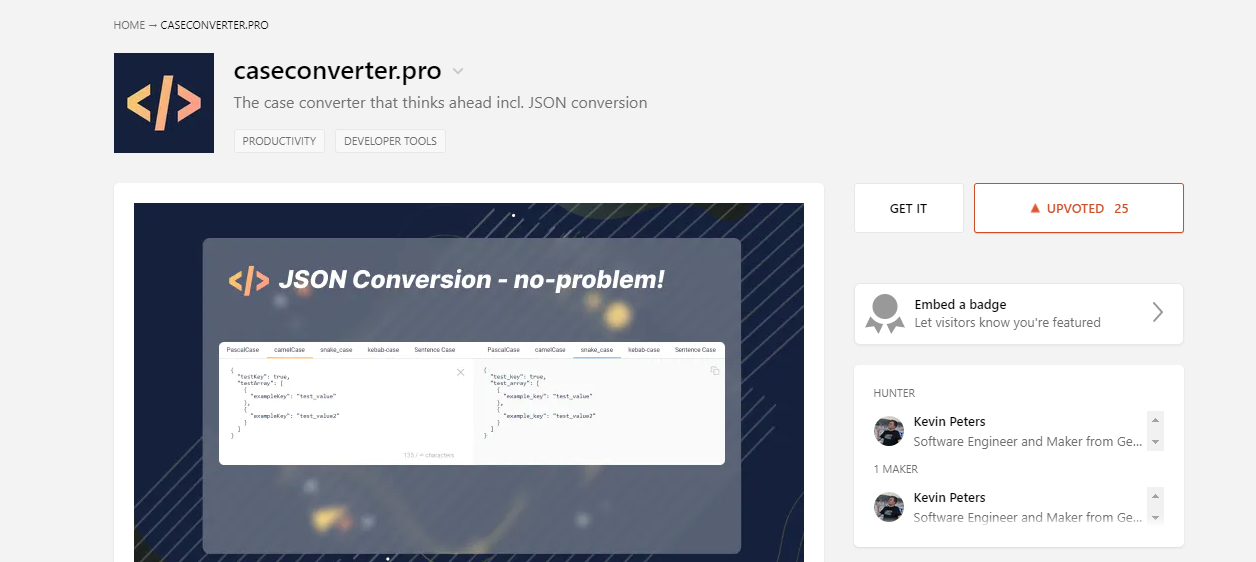 HOME → CASECONVERTER.PRO
</>
caseconverter.pro
The case converter that thinks ahead incl. JSON conversion
PRODUCTIVITY DEVELOPER TOOLS
GET IT
▲ UPVOTED 25
</> JSON Conversion - no-problem!
PascalCase camelCase snake_case kebab-case Sentence Case
{
"testKey": true,
"testArray": [
{
"exampleKey": "test_value"
},
{
"exampleKey": "test_value2"
}
]
}
135 / ∞ characters
PascalCase camelCase snake_case kebab-case Sentence Case
{
"test_key": true,
"test_array": [
{
"example_key": "test_value"
},
{
"example_key": "test_value2"
}
]
}
Embed a badge
Let visitors know you're featured
HUNTER
Kevin Peters
Software Engineer and Maker from Ge...
1 MAKER
Kevin Peters
Software Engineer and Maker from Ge...